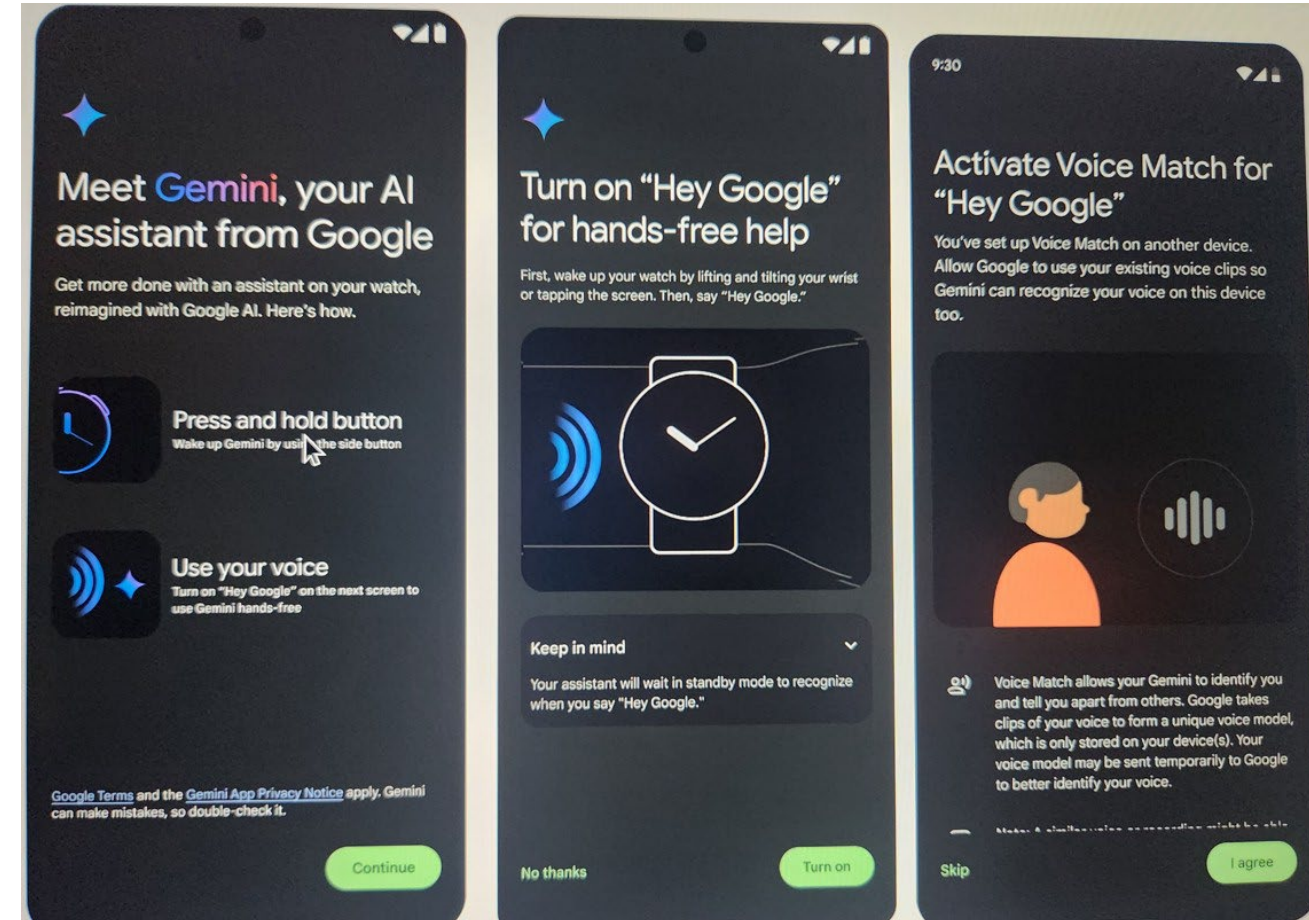 Meet Gemini, your AI
assistant from Google
Get more done with an assistant on your watch,
reimagined with Google AI. Here's how.
Press and hold button
Wake up Gemini by using the side button
Use your voice
Turn on "Hey Google" on the next screen to
use Gemini hands-free
Google Terms and the Gemini App Privacy Notice apply. Gemini
can make mistakes, so double-check it.
Continue
Turn on “Hey Google”
for hands-free help
First, wake up your watch by lifting and tilting your wrist
or tapping the screen. Then, say “Hey Google.”
Keep in mind
Your assistant will wait in standby mode to recognize
when you say “Hey Google."
No thanks
Turn on
9:30
Activate Voice Match for
“Hey Google”
You've set up Voice Match on another device.
Allow Google to use your existing voice clips so
Gemini can recognize your voice on this device
too.
Voice Match allows your Gemini to identify you
and tell you apart from others. Google takes
clips of your voice to form a unique voice model,
which is only stored on your device(s). Your
voice model may be sent temporarily to Google
to better identify your voice.
Skip
I agree